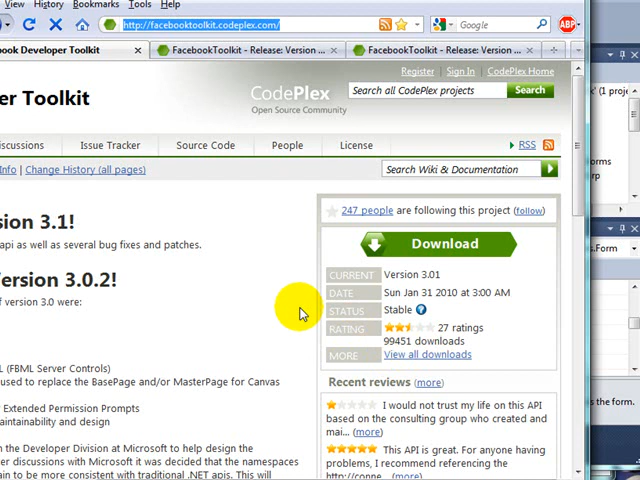 History Bookmarks Tools Help
http://facebooktoolkit.codeplex.com/
Google
ABP
book Developer Toolkit
FacebookToolkit - Release: Version ...
FacebookToolkit - Release: Version ...
Register | Sign In | CodePlex Home
er Toolkit
CodePlex
Open Source Community
Search all CodePlex projects
Search
scussions
Issue Tracker
Source Code
People
License
RSS
Info | Change History (all pages)
Search Wiki & Documentation
sion 3.1!
api as well as several bug fixes and patches.
ersion 3.0.2!
f version 3.0 were:
L (FBML Server Controls)
used to replace the BasePage and/or MasterPage for Canvas
Extended Permission Prompts
aintainability and design
n the Developer Division at Microsoft to help design the
er discussions with Microsoft it was decided that the namespaces
ain to be more consistent with traditional .NET apis. This will
247 people are following this project (follow)
Download
CURRENT Version 3.01
DATE Sun Jan 31 2010 at 3:00 AM
STATUS Stable ?
RATING 27 ratings
99451 downloads
MORE View all downloads
Recent reviews (more)
I would not trust my life on this API
based on the consulting group who created and
mai... (more)
This API is great. For anyone having
problems, I recommend referencing the
http://conne... (more)
' (1 proje
orms
rp
s.Form
s the form.